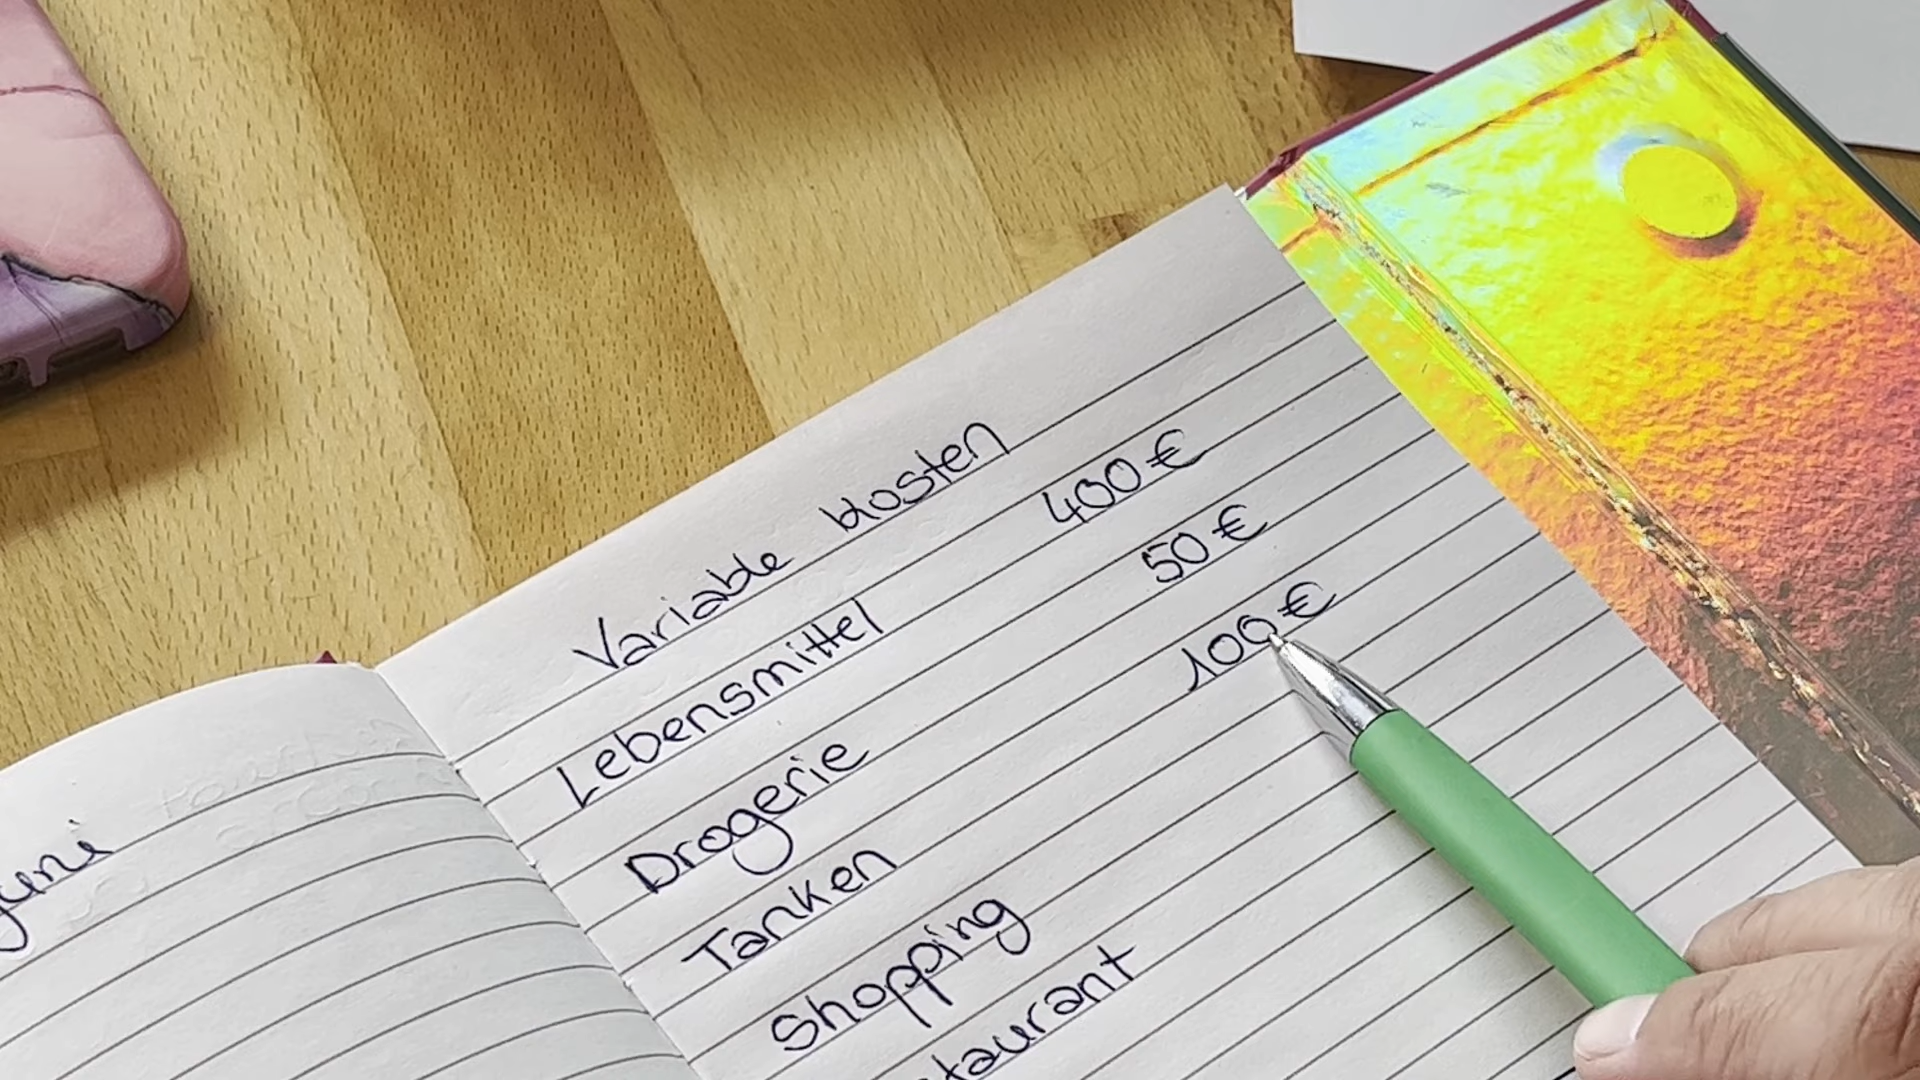 Variable Kosten
Lebensmittel 400 €
Drogerie 50 €
Tanken 100 €
Shopping